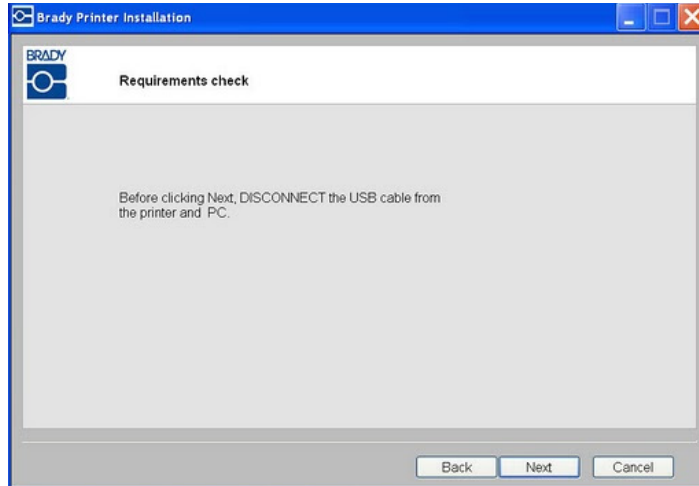 Brady Printer Installation
BRADY
Requirements check
Before clicking Next, DISCONNECT the USB cable from
the printer and PC.
Back Next Cancel